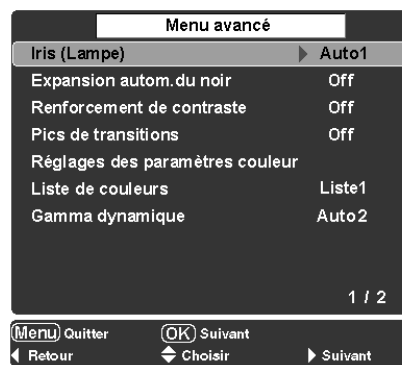 Menu avancé
Iris (Lampe) Auto1
Expansion autom.du noir Off
Renforcement de contraste Off
Pics de transitions Off
Réglages des paramètres couleur
Liste de couleurs Liste1
Gamma dynamique Auto2
1 / 2
Menu Quitter OK Suivant
Retour Choisir Suivant